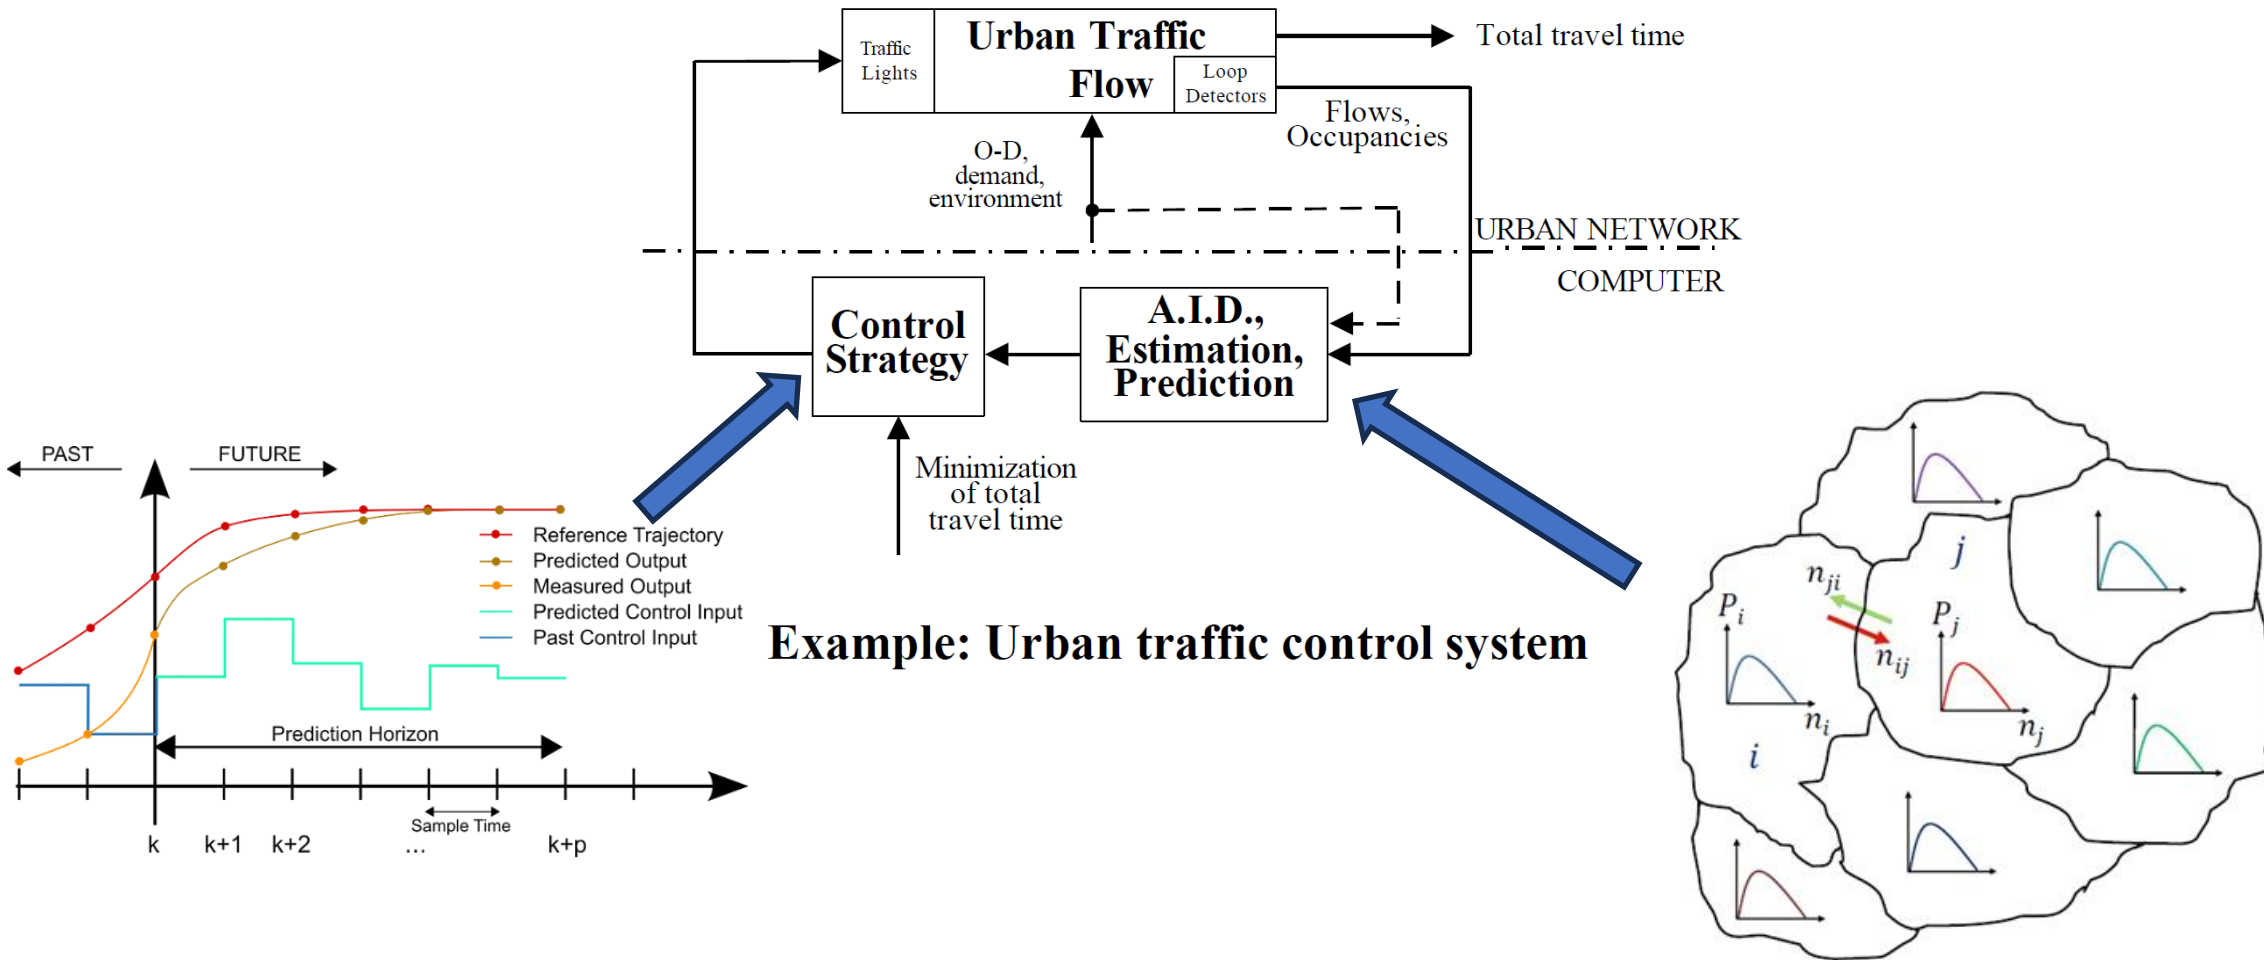 Traffic
Lights
Urban Traffic
Flow
Loop
Detectors
Total travel time
Flows,
Occupancies
O-D,
demand,
environment
URBAN NETWORK
COMPUTER
Control
Strategy
A.I.D.,
Estimation,
Prediction
Minimization
of total
travel time
PAST
FUTURE
Reference Trajectory
Predicted Output
Measured Output
Predicted Control Input
Past Control Input
Prediction Horizon
Sample Time
k
k+1
k+2
...
k+p
Example: Urban traffic control system
j
n_ji
P_i
P_j
n_ij
n_i
n_j
i